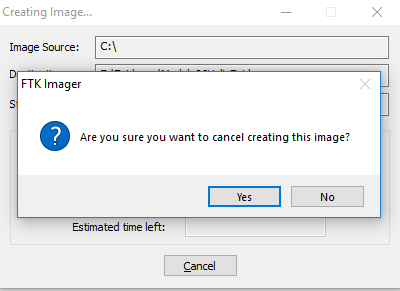 Creating Image...
Image Source:
C:\
FTK Imager
Are you sure you want to cancel creating this image?
Yes
No
Estimated time left:
Cancel